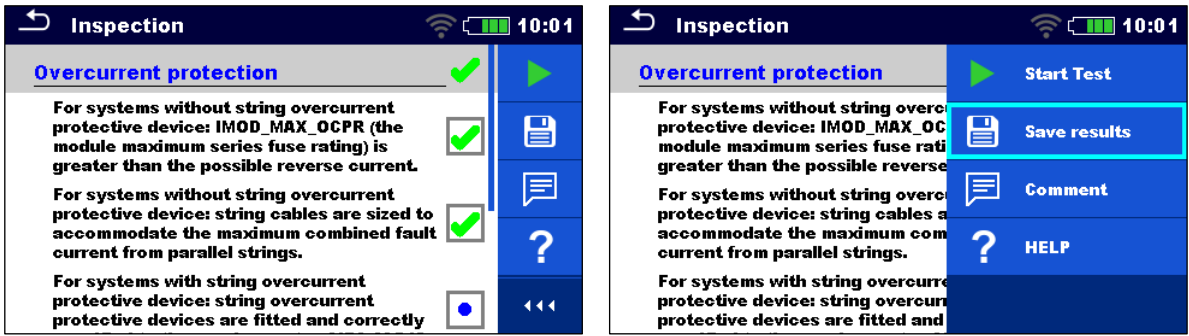 Inspection
10:01
Overcurrent protection
For systems without string overcurrent
protective device: IMOD_MAX_OCPR (the
module maximum series fuse rating) is
greater than the possible reverse current.
For systems without string overcurrent
protective device: string cables are sized to
accommodate the maximum combined fault
current from parallel strings.
For systems with string overcurrent
protective device: string overcurrent
protective devices are fitted and correctly
?
Inspection
10:01
Overcurrent protection
For systems without string overc
protective device: IMOD_MAX_OC
module maximum series fuse rati
greater than the possible reverse
For systems without string overc
protective device: string cables a
accommodate the maximum com
current from parallel strings.
For systems with string overcurre
protective device: string overcurr
protective devices are fitted and
Start Test
Save results
Comment
? HELP